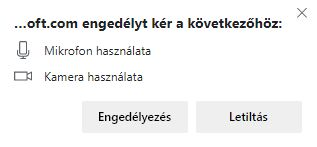 ...oft.com engedélyt kér a következőhöz:
Mikrofon használata
Kamera használata
Engedélyezés
Letiltás